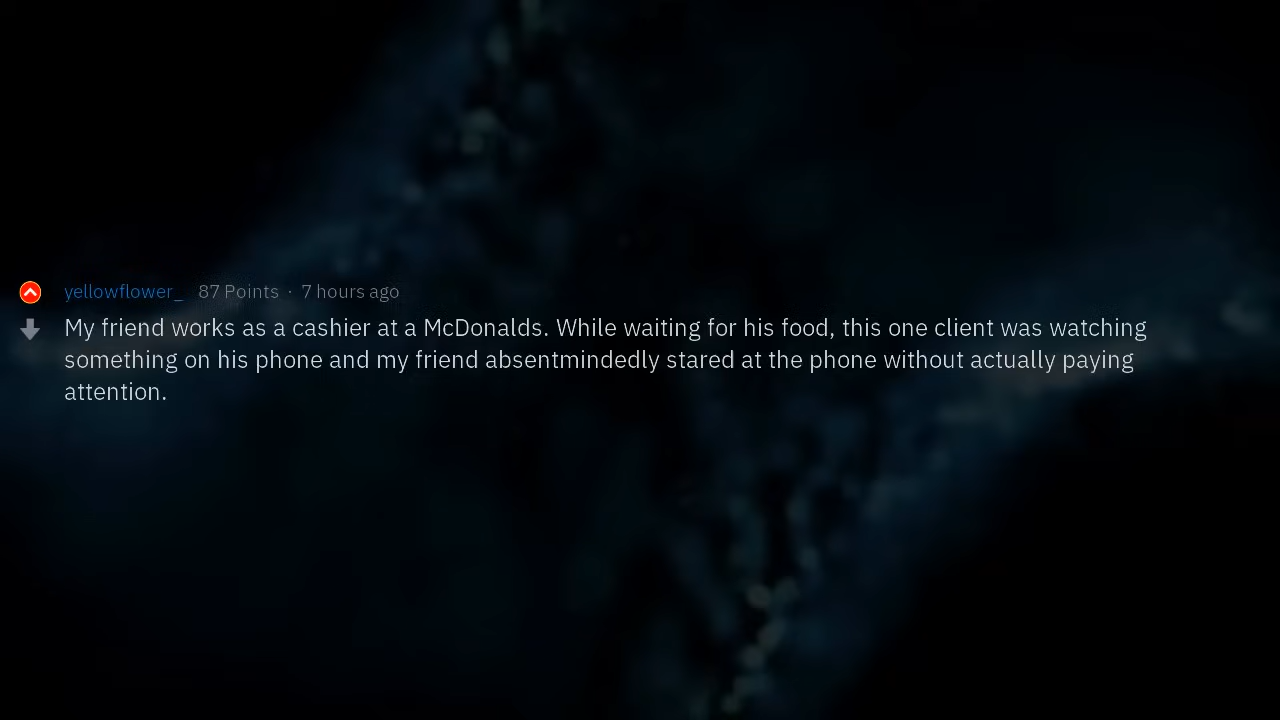 yellowflower_ 87 Points · 7 hours ago
My friend works as a cashier at a McDonalds. While waiting for his food, this one client was watching
something on his phone and my friend absentmindedly stared at the phone without actually paying
attention.